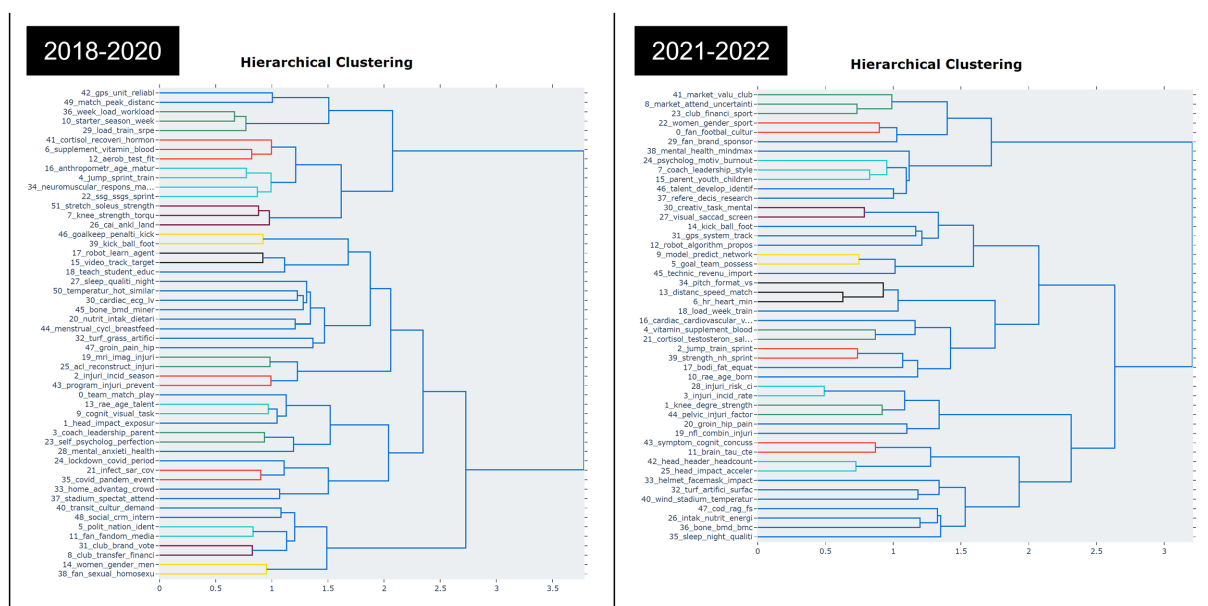 2018-2020
Hierarchical Clustering
42_gps_unit_reliabl
49_match_peak_distanc
36_week_load_workload
10_starter_season_week
29_load_train_srpe
41_cortisol_recoveri_hormon
6_supplement_vitamin_blood
12_aerob_test_fit
16_anthropometr_age_matur
4_jump_sprint_train
34_neuromuscular_respons_ma...
22_ssg_ssgs_sprint
51_stretch_soleus_strength
7_knee_strength_torqu
26_cai_ankl_land
46_goalkeep_penalti_kick
39_kick_ball_foot
17_robot_learn_agent
15_video_track_target
18_teach_student_educ
27_sleep_qualiti_night
50_temperatur_hot_similar
30_cardiac_ecg_lv
45_bone_bmd_miner
20_nutrit_intak_dietari
44_menstrual_cycl_breastfeed
32_turf_grass_artifici
47_groin_pain_hip
19_mri_imag_injuri
25_acl_reconstruct_injuri
2_injuri_incid_season
43_program_injuri_prevent
0_team_match_play
13_rae_age_talent
9_cognit_visual_task
1_head_impact_exposur
3_coach_leadership_parent
23_self_psycholog_perfection
28_mental_anxieti_health
24_lockdown_covid_period
21_infect_sar_cov
35_covid_pandem_event
33_home_advantag_crowd
37_stadium_spectat_attend
40_transit_cultur_demand
48_social_crm_intern
5_polit_nation_ident
11_fan_fandom_media
31_club_brand_vote
8_club_transfer_financi
14_women_gender_men
38_fan_sexual_homosexu
0 0.5 1 1.5 2 2.5 3 3.5
2021-2022
Hierarchical Clustering
41_market_valu_club
8_market_attend_uncertainti
23_club_financi_sport
22_women_gender_sport
0_fan_footbal_cultur
29_fan_brand_sponsor
38_mental_health_mindmax
24_psycholog_motiv_burnout
7_coach_leadership_style
15_parent_youth_children
46_talent_develop_identif
37_refere_decis_research
30_creativ_task_mental
27_visual_saccad_screen
14_kick_ball_foot
31_gps_system_track
12_robot_algorithm_propos
9_model_predict_network
5_goal_team_possess
45_technic_revenu_import
34_pitch_format_vs
13_distanc_speed_match
6_hr_heart_min
18_load_week_train
16_cardiac_cardiovascular_v...
4_vitamin_supplement_blood
21_cortisol_testosteron_sal...
2_jump_train_sprint
39_strength_nh_sprint
17_bodi_fat_equat
10_rae_age_born
28_injuri_risk_ci
3_injuri_incid_rate
1_knee_degre_strength
44_pelvic_injuri_factor
20_groin_hip_pain
19_nfl_combin_injuri
43_symptom_cognit_concuss
11_brain_tau_cte
42_head_header_headcount
25_head_impact_acceler
33_helmet_facemask_impact
32_turf_artifici_surfac
40_wind_stadium_temperatur
47_cod_rag_fs
26_intak_nutrit_energi
36_bone_bmd_bmc
35_sleep_night_qualiti
0 0.5 1 1.5 2 2.5 3